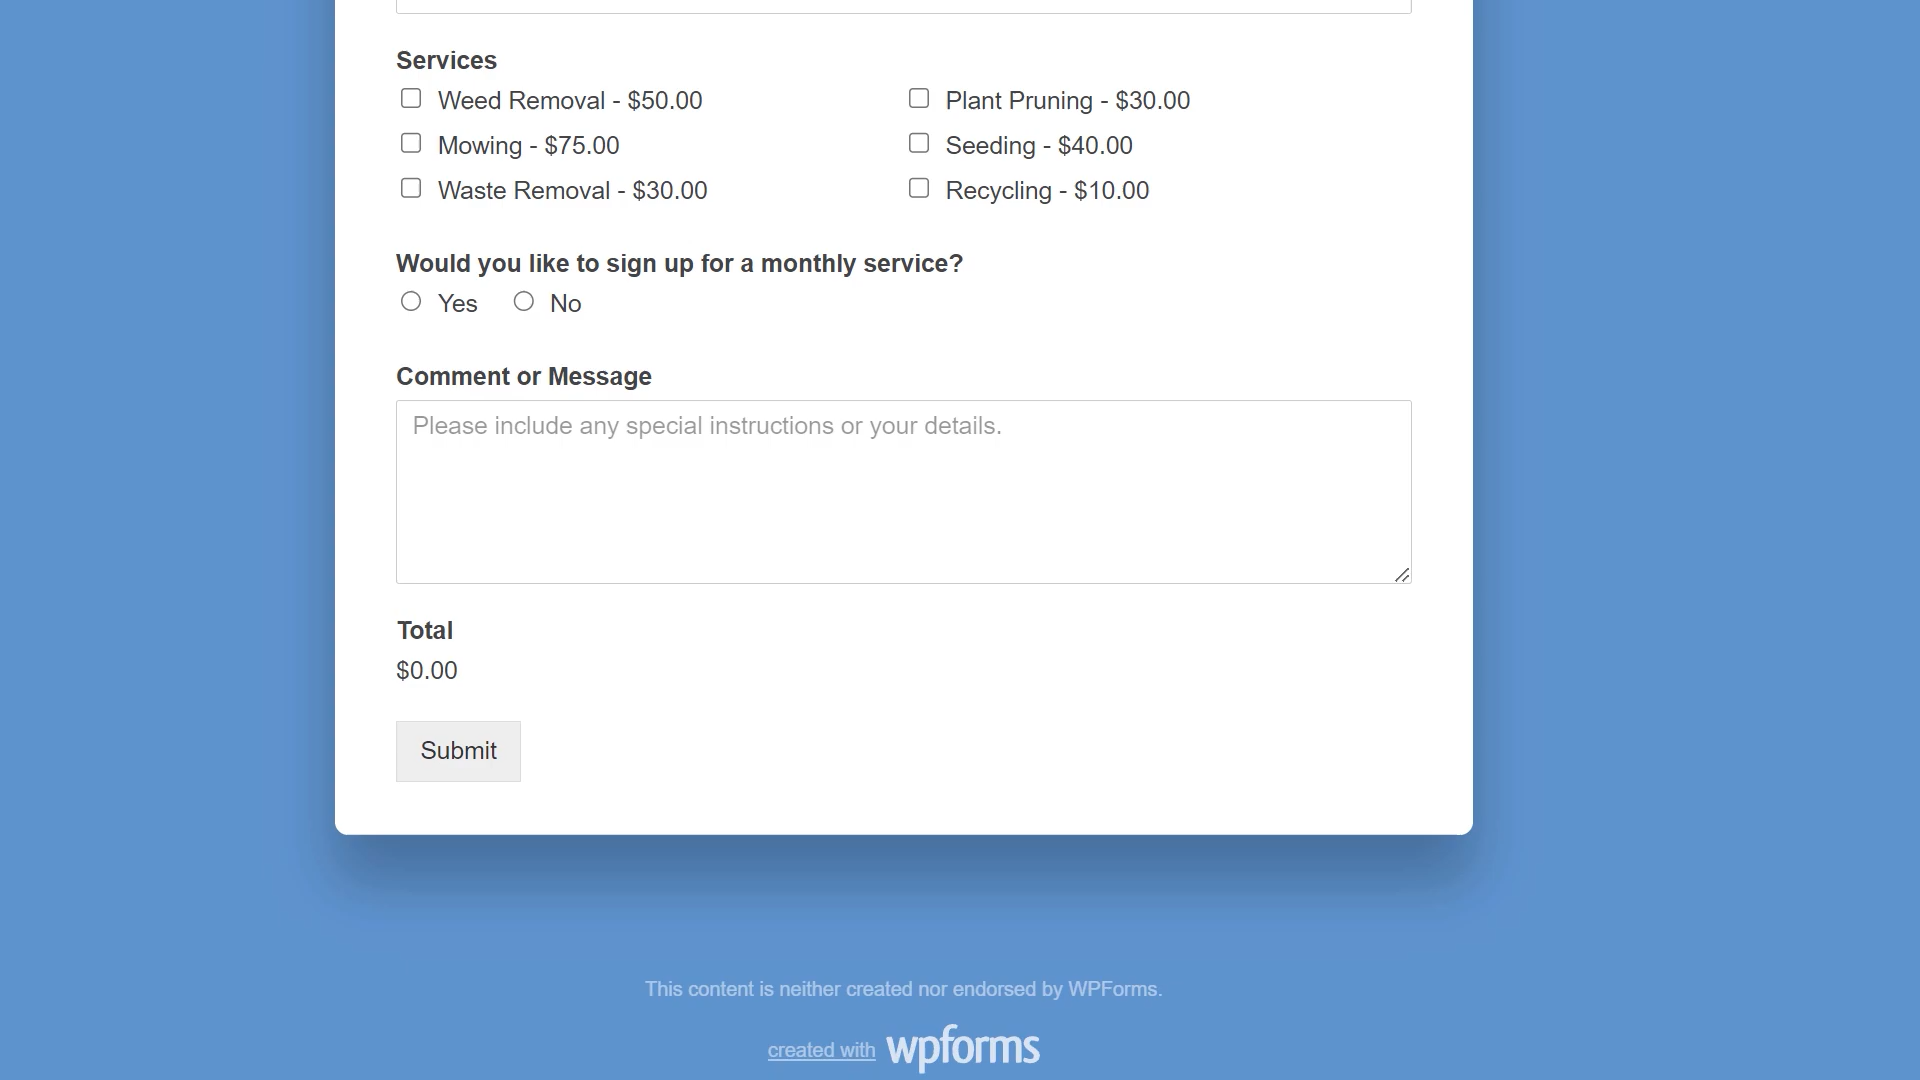 Services
Weed Removal - $50.00
Plant Pruning - $30.00
Mowing - $75.00
Seeding - $40.00
Waste Removal - $30.00
Recycling - $10.00
Would you like to sign up for a monthly service?
Yes No
Comment or Message
Please include any special instructions or your details.
Total
$0.00
Submit
This content is neither created nor endorsed by WPForms.
created with wpforms